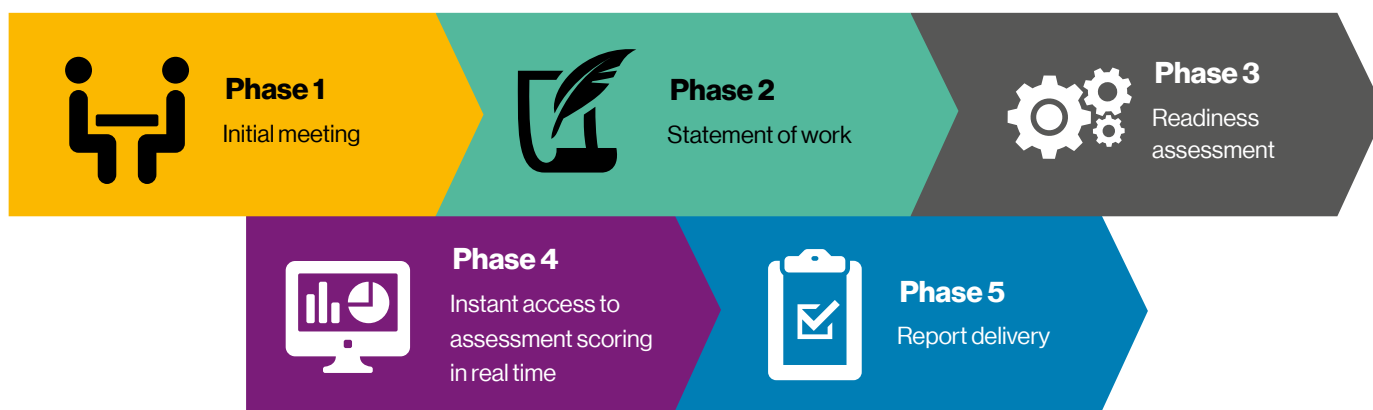 Phase 1
Initial meeting
Phase 2
Statement of work
Phase 3
Readiness
assessment
Phase 4
Instant access to
assessment scoring
in real time
Phase 5
Report delivery